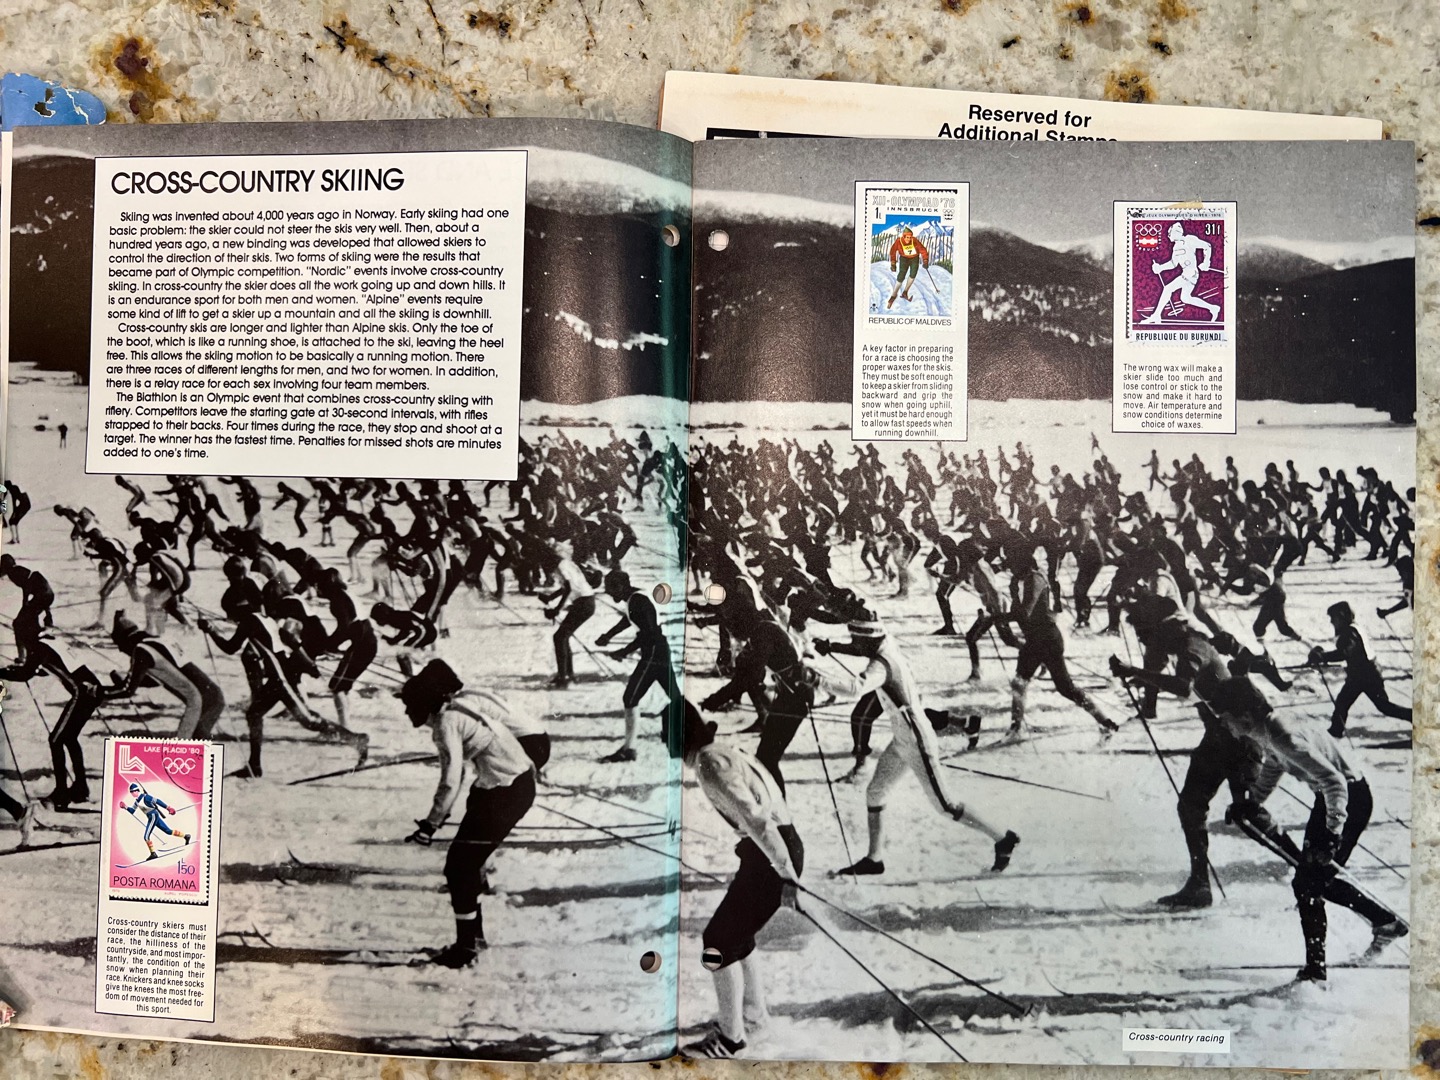 Reserved for
Additional Stamps
CROSS-COUNTRY SKIING
Skiing was invented about 4,000 years ago in Norway. Early skiing had one
basic problem: the skier could not steer the skis very well. Then, about a
hundred years ago, a new binding was developed that allowed skiers to
control the direction of their skis. Two forms of skiing were the results that
became part of Olympic competition. "Nordic" events involve cross-country
skiing. In cross-country the skier does all the work going up and down hills. It
is an endurance sport for both men and women. "Alpine" events require
some kind of lift to get a skier up a mountain and all the skiing is downhill.
Cross-country skis are longer and lighter than Alpine skis. Only the toe of
the boot, which is like a running shoe, is attached to the ski, leaving the heel
free. This allows the skiing motion to be basically a running motion. There
are three races of different lengths for men, and two for women. In addition,
there is a relay race for each sex involving four team members.
The Biathlon is an Olympic event that combines cross-country skiing with
riflery. Competitors leave the starting gate at 30-second intervals, with rifles
strapped to their backs. Four times during the race, they stop and shoot at a
target. The winner has the fastest time. Penalties for missed shots are minutes
added to one's time.
LAKE PLACID '80
1L50
POSTA ROMANA
Cross-country skiers must
consider the distance of their
race, the hilliness of the
countryside, and most impor-
tantly, the condition of the
snow when planning their
race. Knickers and knee socks
give the knees the most free-
dom of movement needed for
this sport.
XII-OLYMPIAD '76
INNSBRUCK
1L
REPUBLIC OF MALDIVES
A key factor in preparing
for a race is choosing the
proper waxes for the skis.
They must be soft enough
to keep a skier from sliding
backward and grip the
snow when going uphill,
yet it must be hard enough
to allow fast speeds when
running downhill.
JEUX OLYMPIQUES D'HIVER 1976
31F
REPUBLIQUE DU BURUNDI
The wrong wax will make a
skier slide too much and
lose control or stick to the
snow and make it hard to
move. Air temperature and
snow conditions determine
choice of waxes.
Cross-country racing